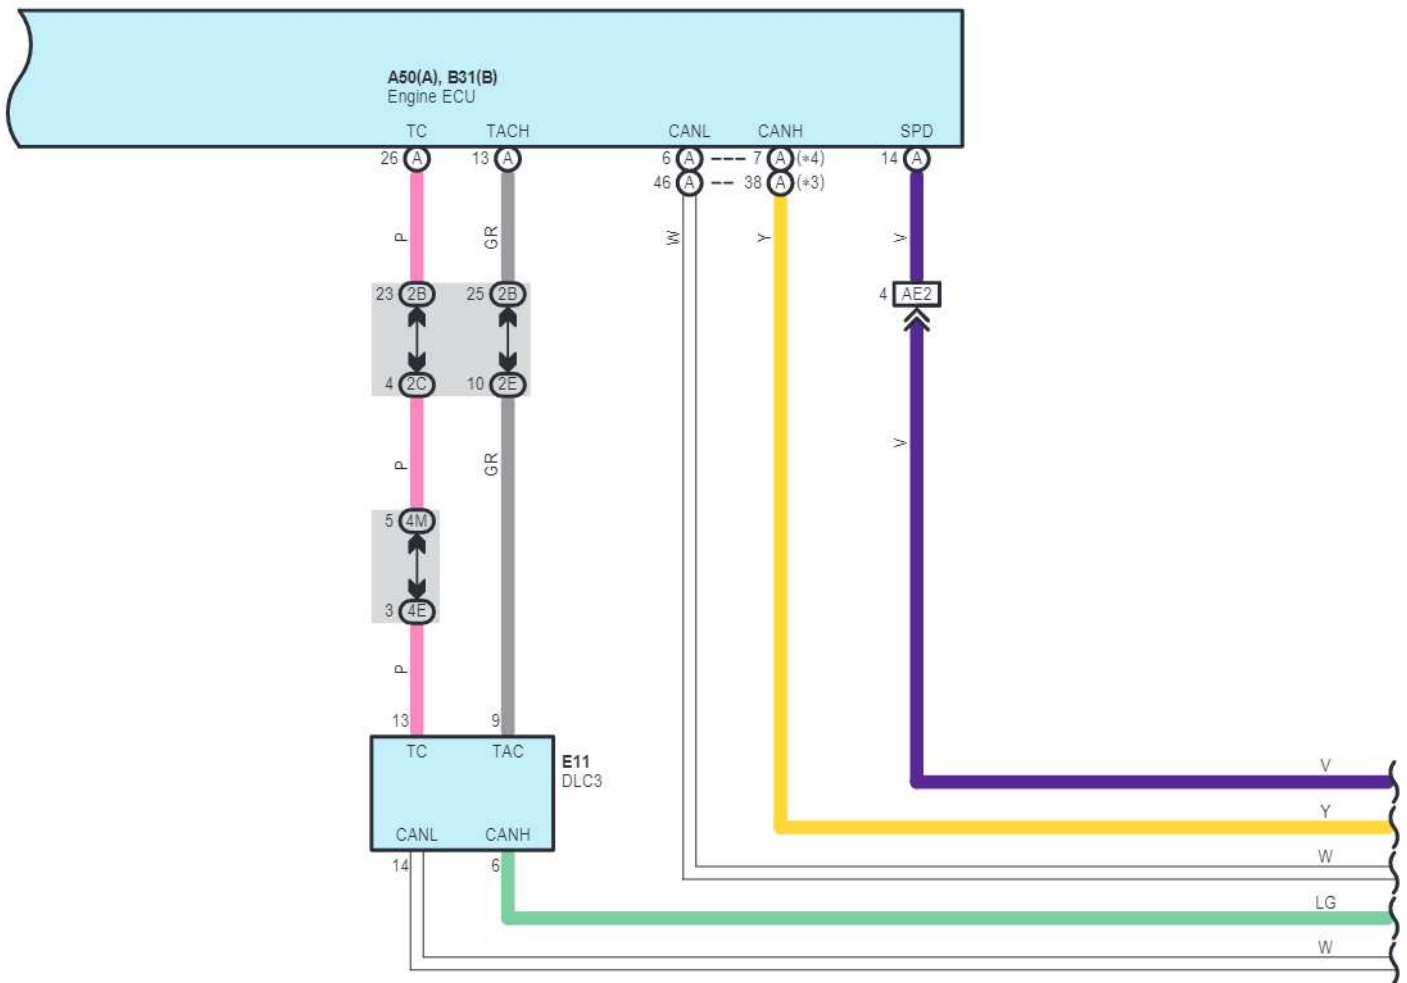 A50(A), B31(B)
Engine ECU
TC TACH CANL CANH SPD
26 A 13 A 6 A 7 A (*4) 14 A
46 A 38 A (*3)
P GR W Y V
23 2B 25 2B 4 AE2
4 2C 10 2E
P GR V
5 4M
3 4E
P
13 9
TC TAC
E11
DLC3
V
Y
CANL CANH
14 6
W
LG
W